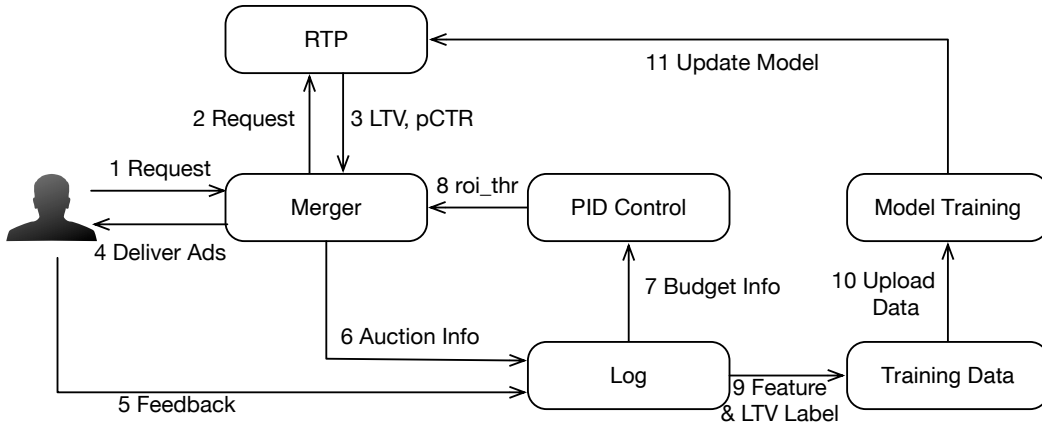 RTP
11 Update Model
2 Request
3 LTV, pCTR
1 Request
8 roi_thr
Merger
PID Control
Model Training
4 Deliver Ads
7 Budget Info
10 Upload
Data
6 Auction Info
Log
Training Data
9 Feature
& LTV Label
5 Feedback